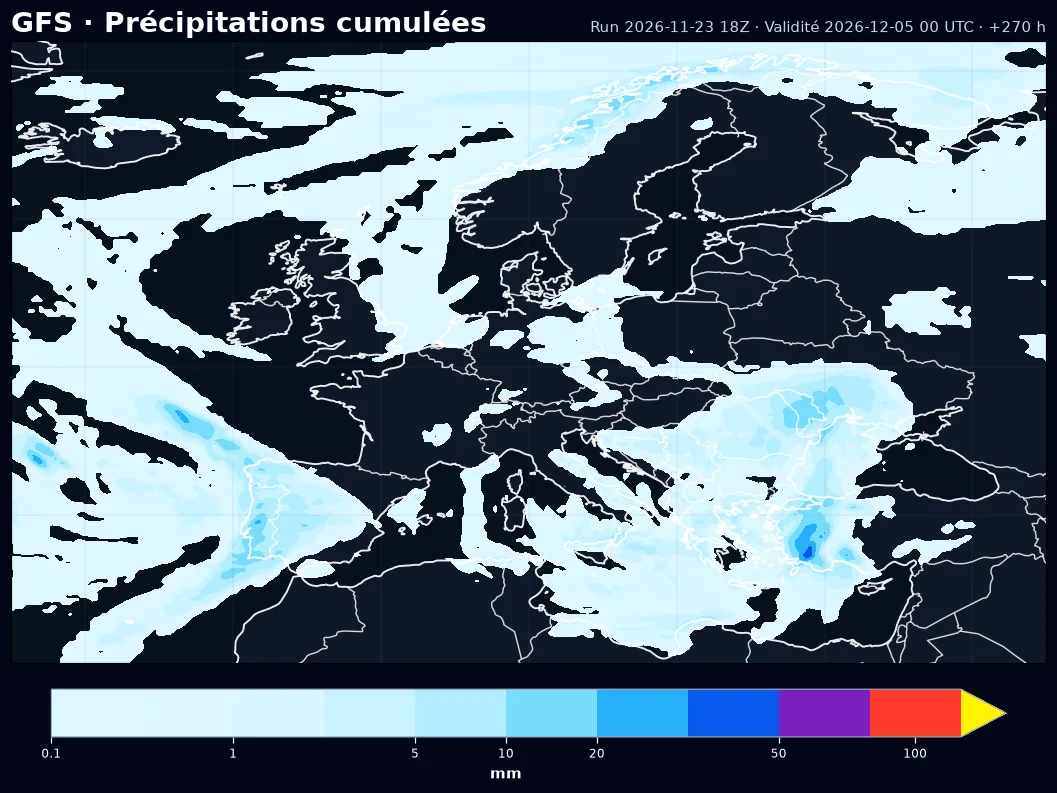 GFS · Précipitations cumulées
Run 2026-11-23 18Z · Validité 2026-12-05 00 UTC · +270 h
0.1 1 5 10 20 50 100
mm